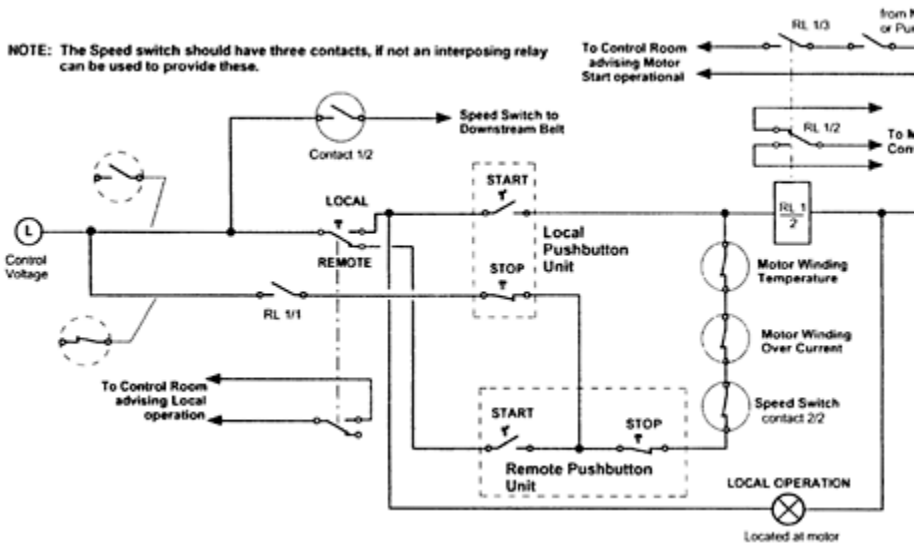 NOTE: The Speed switch should have three contacts, if not an interposing relay
can be used to provide these.
RL 1/3
from
or
To Control Room
advising Motor
Start operational
Speed Switch to
Downstream Belt
Contact 1/2
RL 1/2
To
START
LOCAL
RL 1
2
L
Local
Pushbutton
Unit
Control
Voltage
REMOTE
STOP
Motor Winding
Temperature
RL 1/1
Motor Winding
Over Current
To Control Room
advising Local
operation
START
STOP
Speed Switch
contact 2/2
Remote Pushbutton
Unit
LOCAL OPERATION
Located at motor